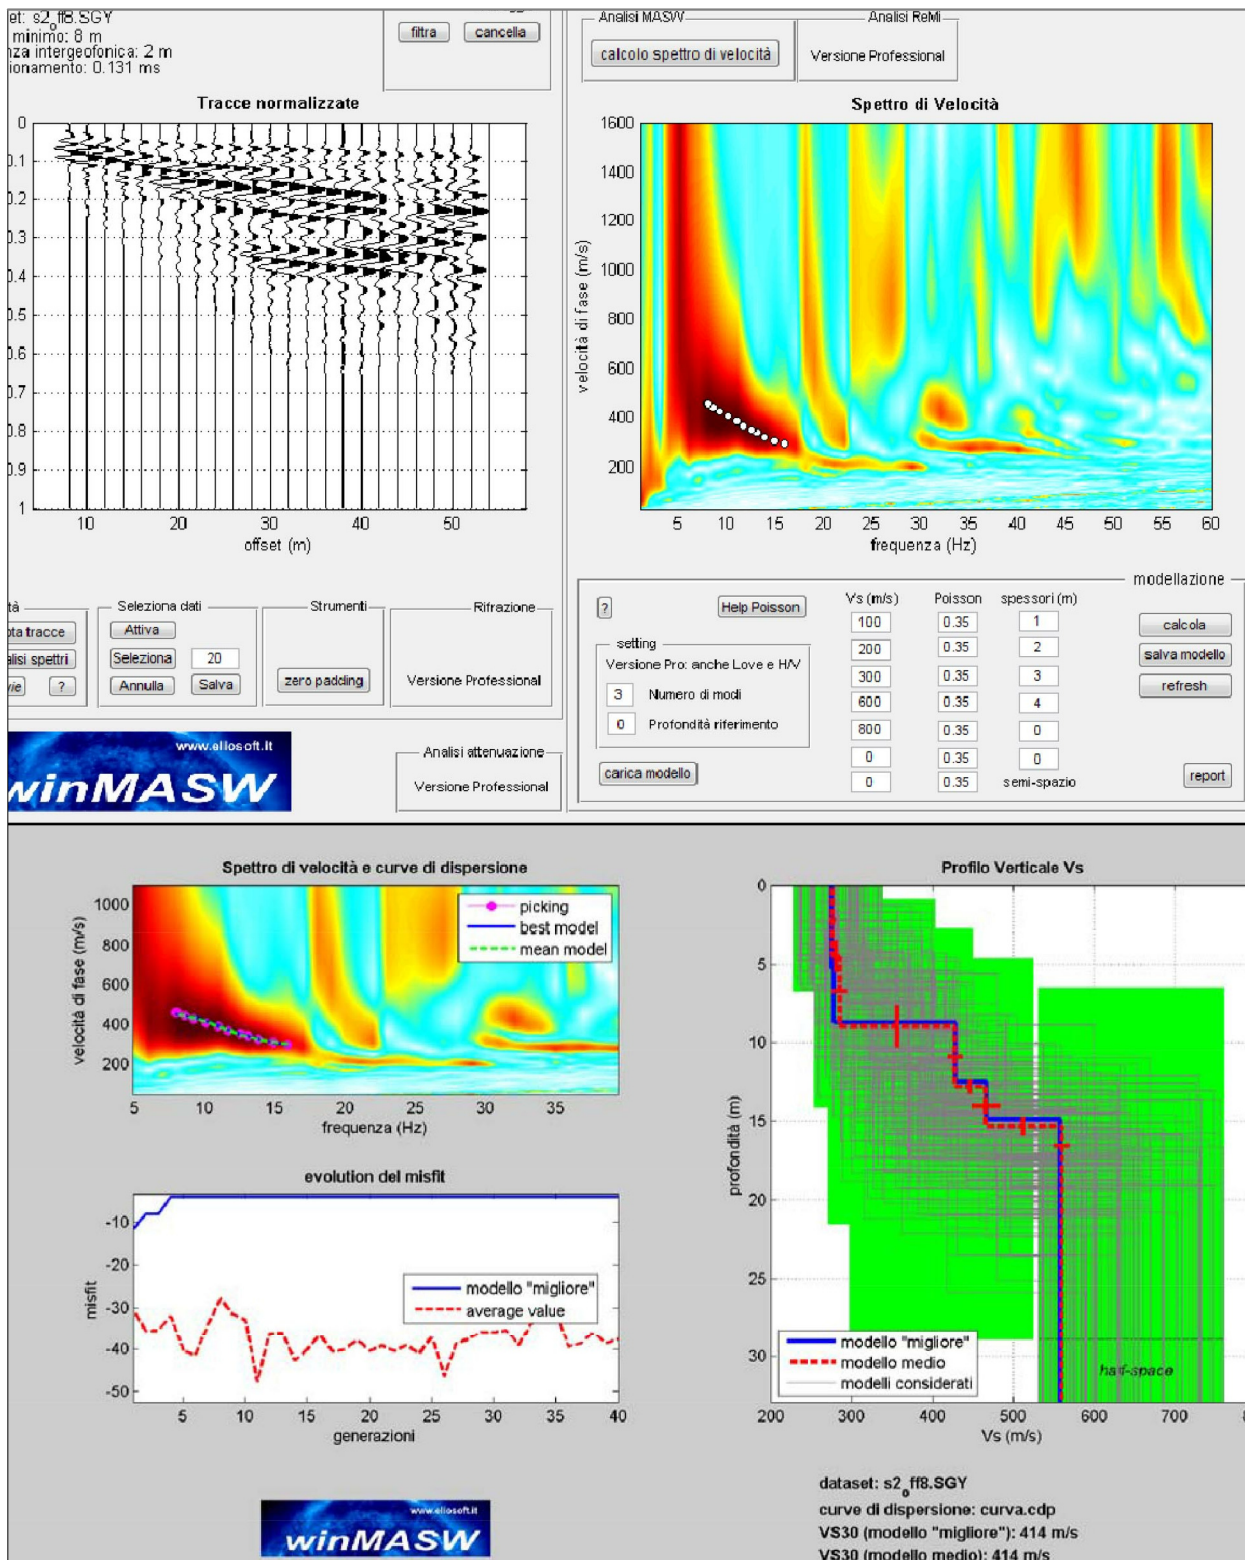 et: s2_off8.SGY
minimo: 8 m
nza intergeofonica: 2 m
ionamento: 0.131 ms
filtra
cancella
Analisi MASW
calcolo spettro di velocità
Analisi ReMi
Versione Professional
Tracce normalizzate
0
0.1
0.2
0.3
0.4
0.5
0.6
0.7
0.8
0.9
1
10
20
30
40
50
offset (m)
Spettro di Velocità
1600
1400
1200
1000
800
600
400
200
velocità di fase (m/s)
5
10
15
20
25
30
35
40
45
50
55
60
frequenza (Hz)
tà
ota tracce
alisi spettri
vie
?
Seleziona dati
Attiva
Seleziona
20
Annulla
Salva
Strumenti
zero padding
Rifrazione
Versione Professional
www.eliosoft.it
winMASW
Analisi attenuazione
Versione Professional
modellazione
?
Help Poisson
setting
Versione Pro: anche Love e H/V
3 Numero di modi
0 Profondità riferimento
carica modello
Vs (m/s) Poisson spessori (m)
100 0.35 1
200 0.35 2
300 0.35 3
600 0.35 4
800 0.35 0
0 0.35 0
0 0.35 semi-spazio
calcola
salva modello
refresh
report
Spettro di velocità e curve di dispersione
1000
800
600
400
200
velocità di fase (m/s)
picking
best model
mean model
5
10
15
20
25
30
35
frequenza (Hz)
evolution del misfit
-10
-20
-30
-40
-50
misfit
modello "migliore"
average value
5
10
15
20
25
30
35
40
generazioni
Profilo Verticale Vs
0
5
10
15
20
25
30
profondità (m)
half-space
modello "migliore"
modello medio
modelli considerati
200
300
400
500
600
700
Vs (m/s)
www.eliosoft.it
winMASW
dataset: s2_off8.SGY
curve di dispersione: curva.cdp
VS30 (modello "migliore"): 414 m/s
VS30 (modello medio): 414 m/s